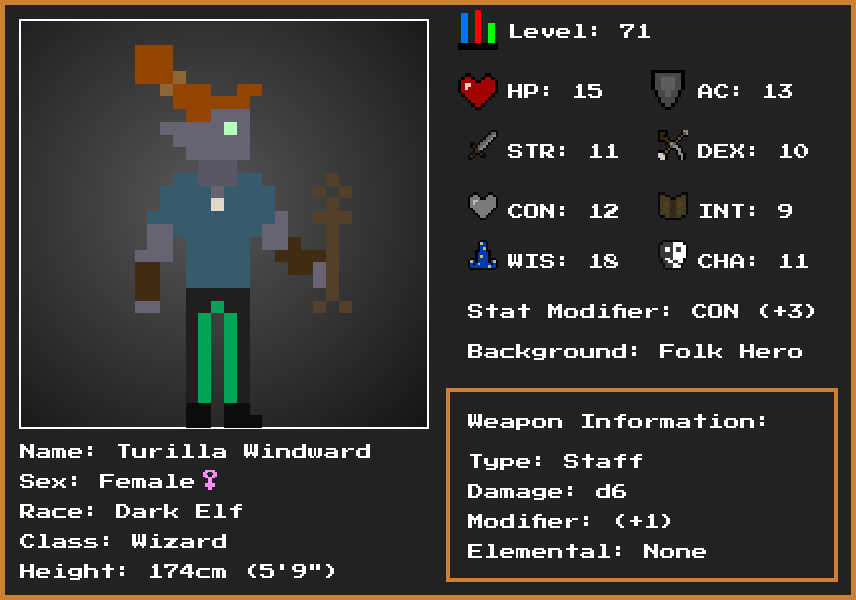 Level: 71
HP: 15 AC: 13
STR: 11 DEX: 10
CON: 12 INT: 9
WIS: 18 CHA: 11
Stat Modifier: CON (+3)
Background: Folk Hero
Weapon Information:
Type: Staff
Damage: d6
Modifier: (+1)
Elemental: None
Name: Turilla Windward
Sex: Female♀
Race: Dark Elf
Class: Wizard
Height: 174cm (5'9")